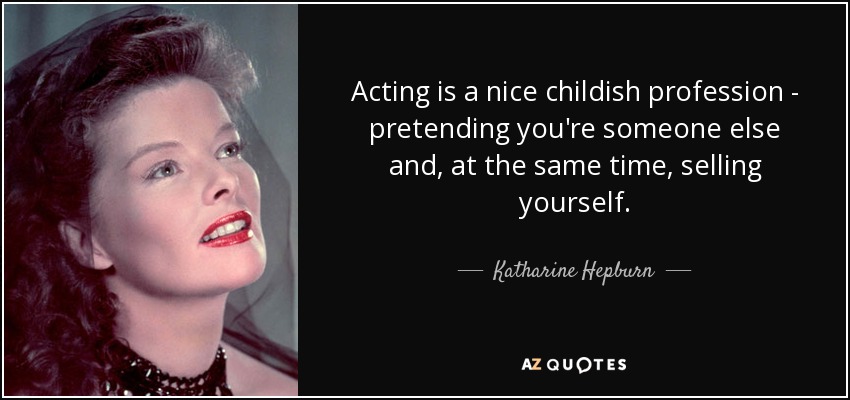 Acting is a nice childish profession -
pretending you're someone else
and, at the same time, selling
yourself.
Katharine Hepburn
AZ QUOTES